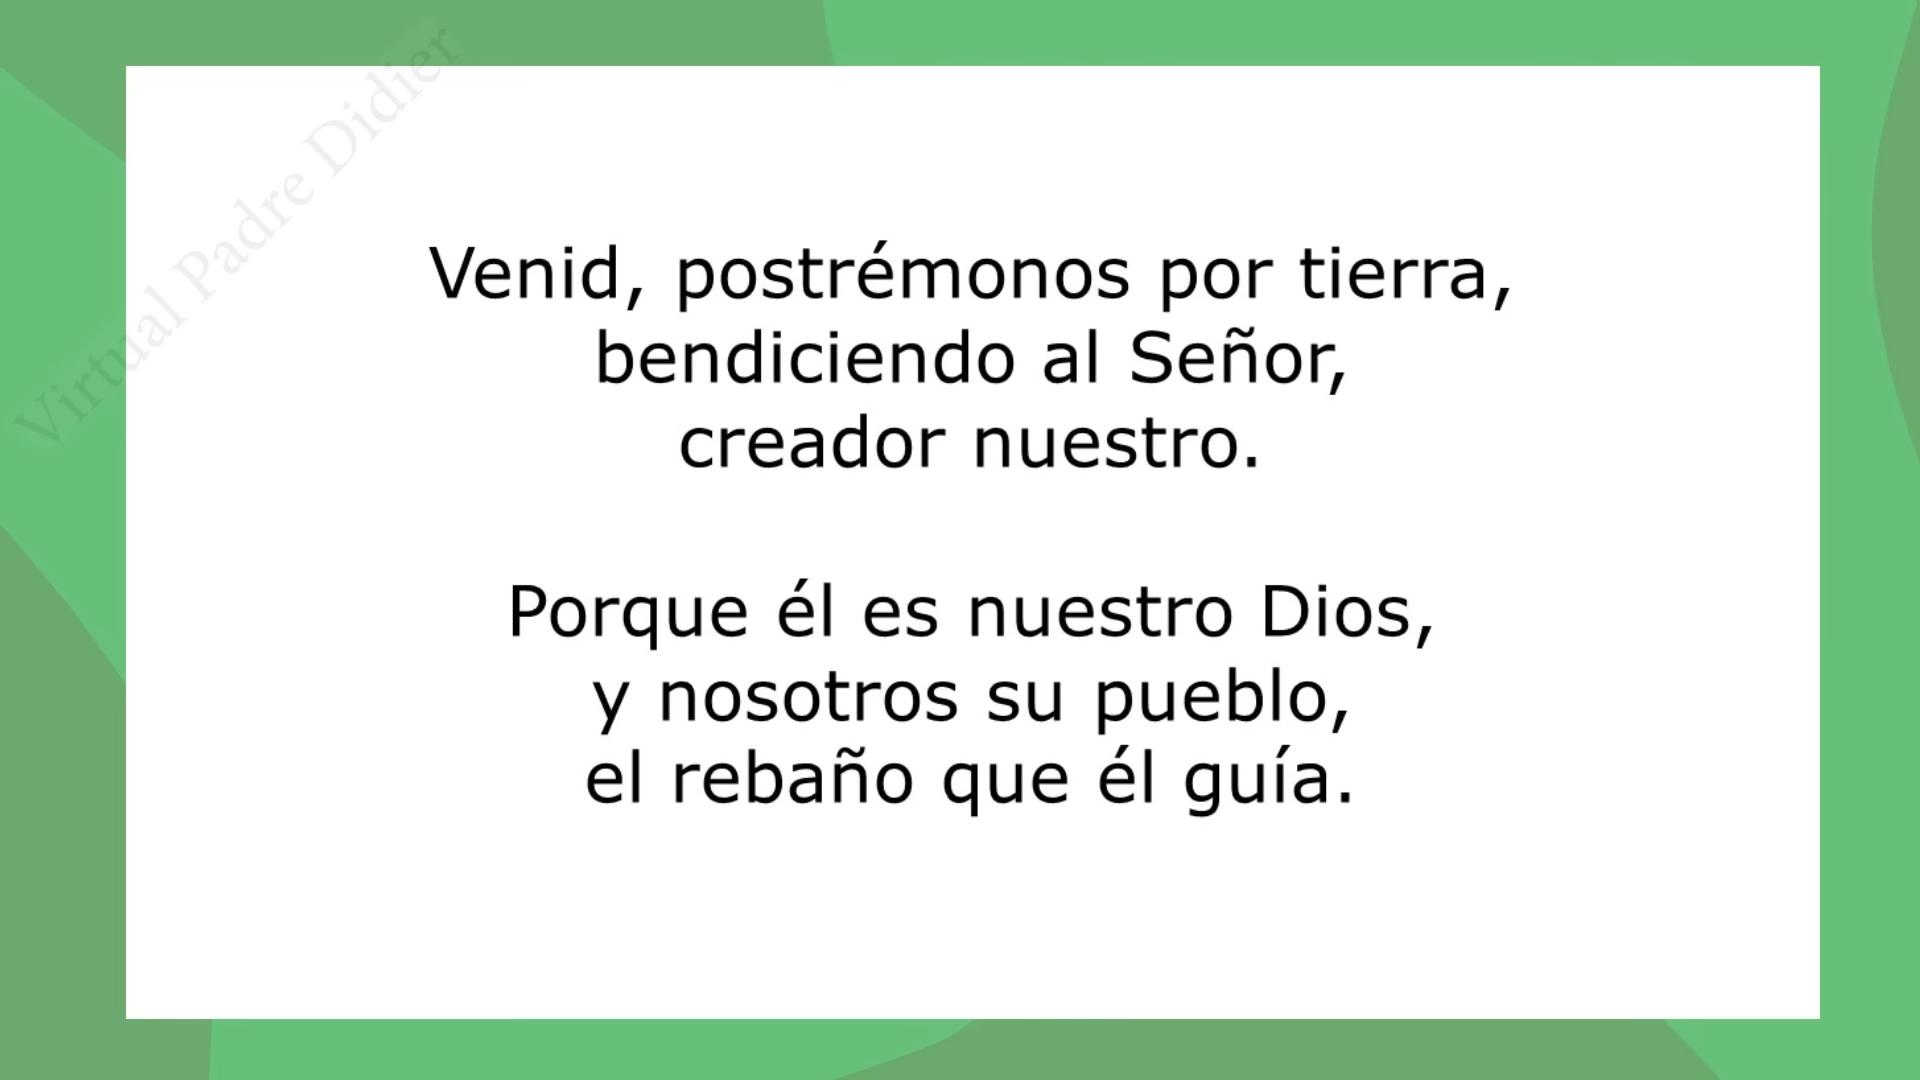 Virtual Padre Didier
Venid, postrémonos por tierra,
bendiciendo al Señor,
creador nuestro.
Porque él es nuestro Dios,
y nosotros su pueblo,
el rebaño que él guía.